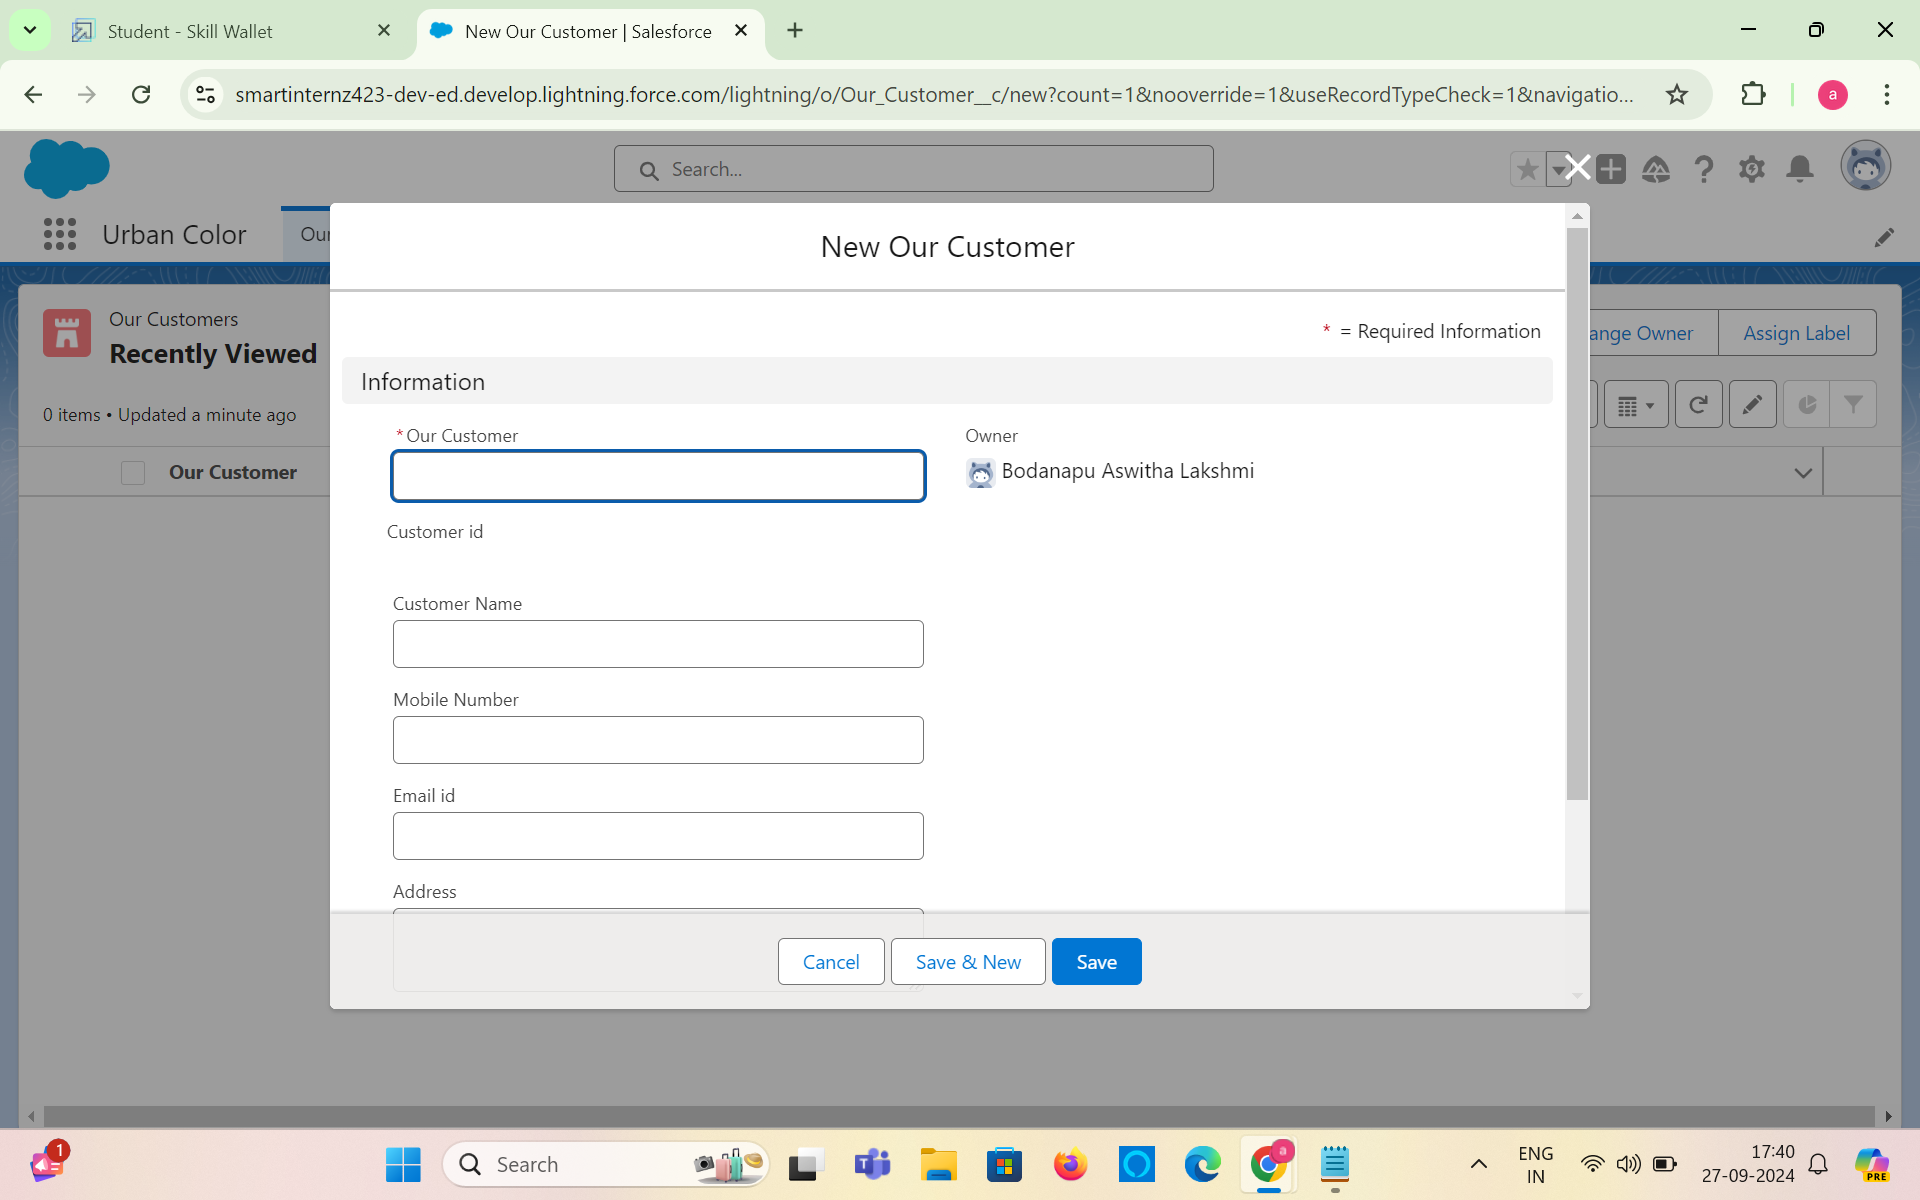 Student - Skill Wallet
New Our Customer | Salesforce
smartinternz423-dev-ed.develop.lightning.force.com/lightning/o/Our_Customer__c/new?count=1&nooverride=1&useRecordTypeCheck=1&navigatio...
a
Search...
Urban Color
Our
New Our Customer
* = Required Information
Our Customers
Recently Viewed
ange Owner
Assign Label
Information
0 items • Updated a minute ago
*Our Customer
Owner
Bodanapu Aswitha Lakshmi
Our Customer
Customer id
Customer Name
Mobile Number
Email id
Address
Cancel
Save & New
Save
1
Search
a
ENG
IN
17:40
27-09-2024
PRE